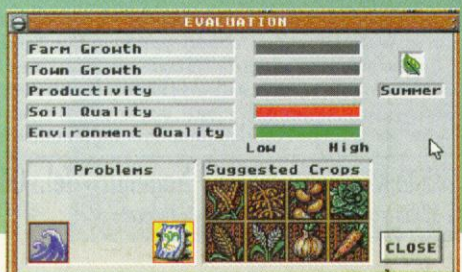 EVALUATION
Farm Growth
Town Growth
Productivity
Soil Quality
Environment Quality
Summer
Low High
Problems
Suggested Crops
CLOSE